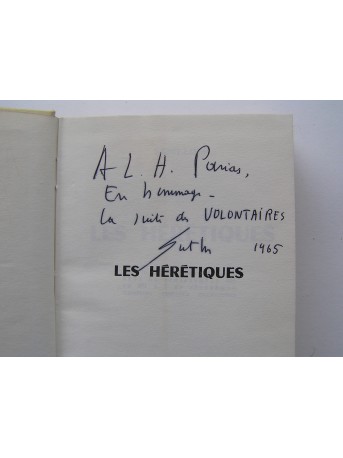 A L. H. Parias,
En hommage -
La suite des VOLONTAIRES
1965
LES HÉRÉTIQUES